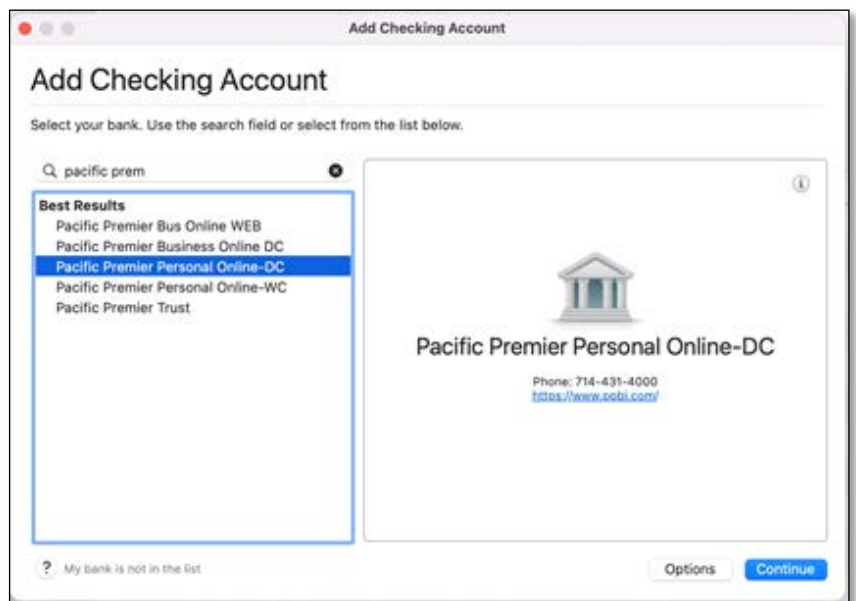 Add Checking Account
Add Checking Account
Select your bank. Use the search field or select from the list below.
pacific prem
Best Results
Pacific Premier Bus Online WEB
Pacific Premier Business Online DC
Pacific Premier Personal Online-DC
Pacific Premier Personal Online-WC
Pacific Premier Trust
Pacific Premier Personal Online-DC
Phone: 714-431-4000
https://www.ppbi.com/
? My bank is not in the list
Options
Continue